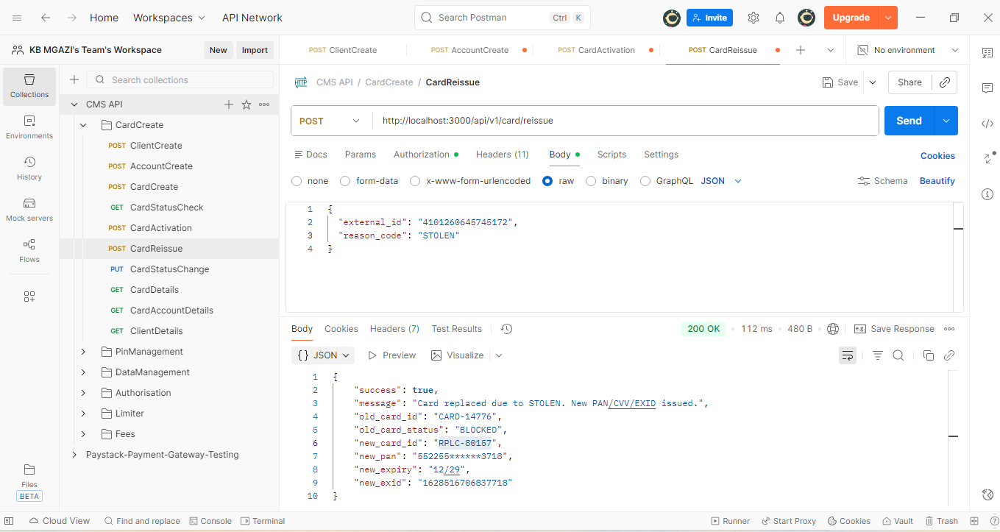 Home Workspaces API Network Search Postman Ctrl K Invite Upgrade
KB MGAZI's Team's Workspace New Import
POST ClientCreate POST AccountCreate POST CardActivation POST CardReissue No environment
Collections
Environments
History
Mock servers
Flows
Files
BETA
Search collections
CMS API
CardCreate
POST ClientCreate
POST AccountCreate
POST CardCreate
GET CardStatusCheck
POST CardActivation
POST CardReissue
PUT CardStatusChange
GET CardDetails
GET CardAccountDetails
GET ClientDetails
PinManagement
DataManagement
Authorisation
Limiter
Fees
Paystack-Payment-Gateway-Testing
HTTP CMS API / CardCreate / CardReissue Save Share
POST http://localhost:3000/api/v1/card/reissue Send
Docs Params Authorization Headers (11) Body Scripts Settings Cookies
none form-data x-www-form-urlencoded raw binary GraphQL JSON Schema Beautify
1 {
2 "external_id": "4101260645745172",
3 "reason_code": "STOLEN"
4 }
Body Cookies Headers (7) Test Results 200 OK 112 ms 480 B e.g. Save Response
{} JSON Preview Visualize
1 {
2 "success": true,
3 "message": "Card replaced due to STOLEN. New PAN/CVV/EXID issued.",
4 "old_card_id": "CARD-14776",
5 "old_card_status": "BLOCKED",
6 "new_card_id": "RPLC-80157",
7 "new_pan": "552255******3718",
8 "new_expiry": "12/29",
9 "new_exid": "1628516706837718"
10 }
Cloud View Find and replace Console Terminal Runner Start Proxy Cookies Vault Trash